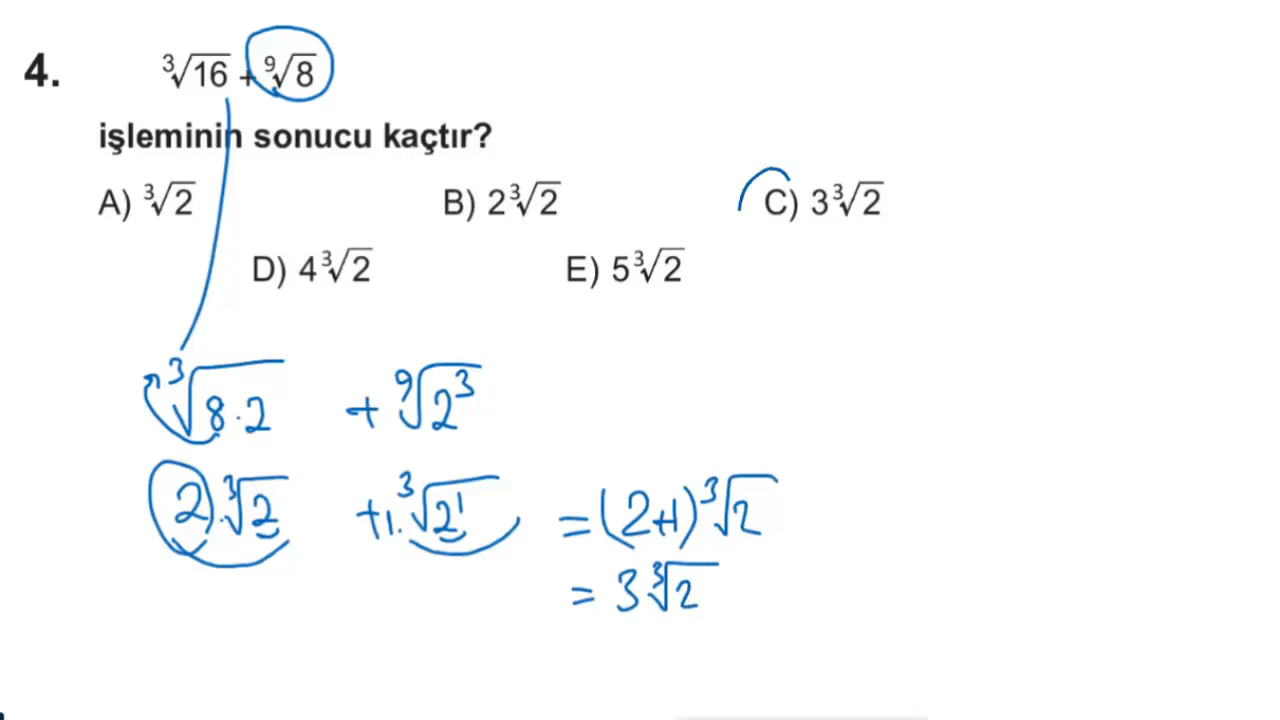 4. ∛16 + ⁹√8
işleminin sonucu kaçtır?
A) ∛2 B) 2∛2 C) 3∛2
D) 4∛2 E) 5∛2
∛8·2 + ⁹√2³
2·∛2 + 1·∛2¹ = (2+1)∛2
= 3∛2